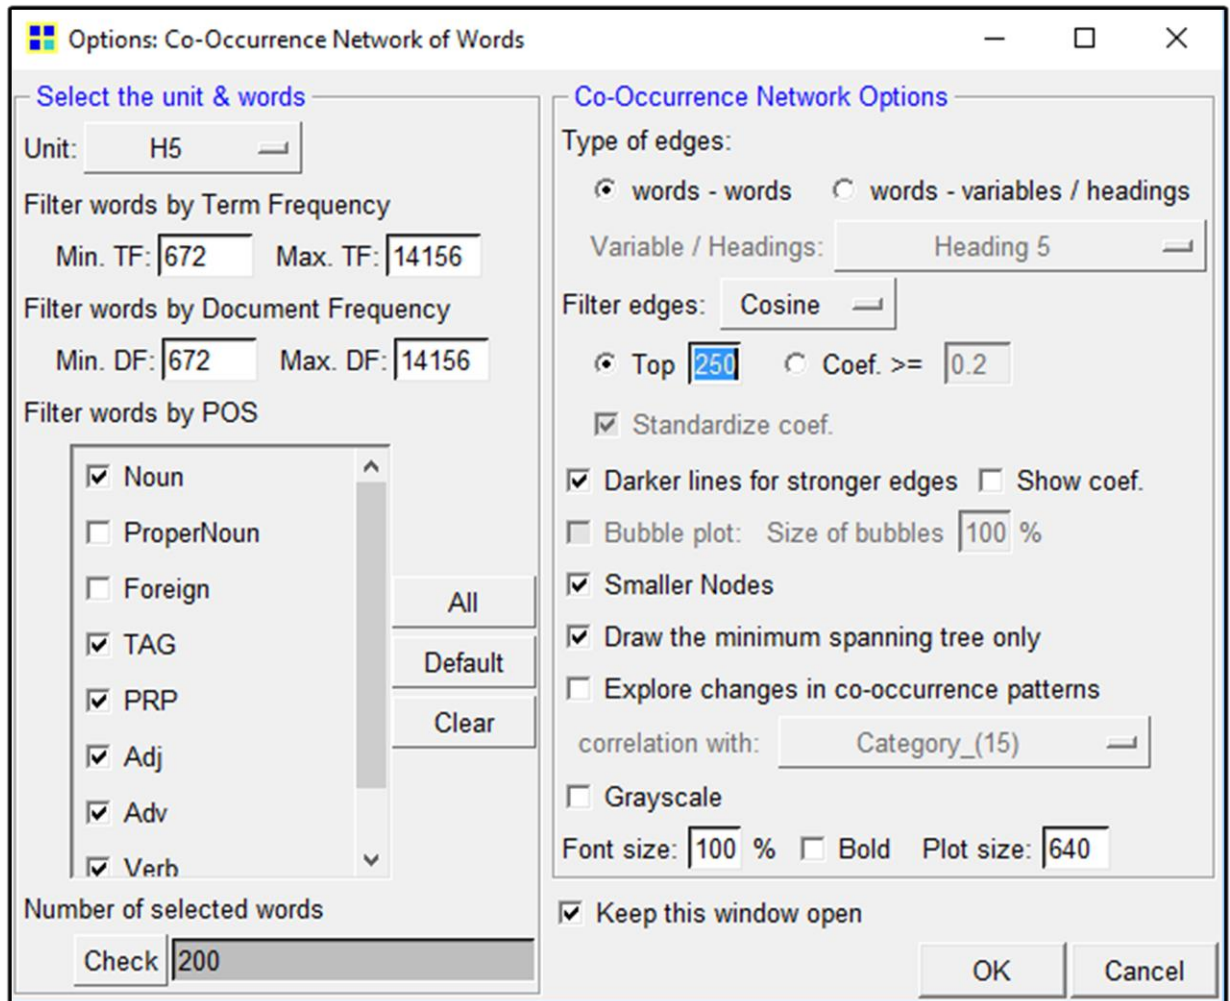 Options: Co-Occurrence Network of Words
Select the unit & words
Unit: H5
Filter words by Term Frequency
Min. TF: 672 Max. TF: 14156
Filter words by Document Frequency
Min. DF: 672 Max. DF: 14156
Filter words by POS
Noun
ProperNoun
Foreign
TAG
PRP
Adj
Adv
Verb
All
Default
Clear
Number of selected words
Check 200
Co-Occurrence Network Options
Type of edges:
words - words words - variables / headings
Variable / Headings: Heading 5
Filter edges: Cosine
Top 250 Coef. >= 0.2
Standardize coef.
Darker lines for stronger edges Show coef.
Bubble plot: Size of bubbles 100 %
Smaller Nodes
Draw the minimum spanning tree only
Explore changes in co-occurrence patterns
correlation with: Category_(15)
Grayscale
Font size: 100 % Bold Plot size: 640
Keep this window open
OK Cancel